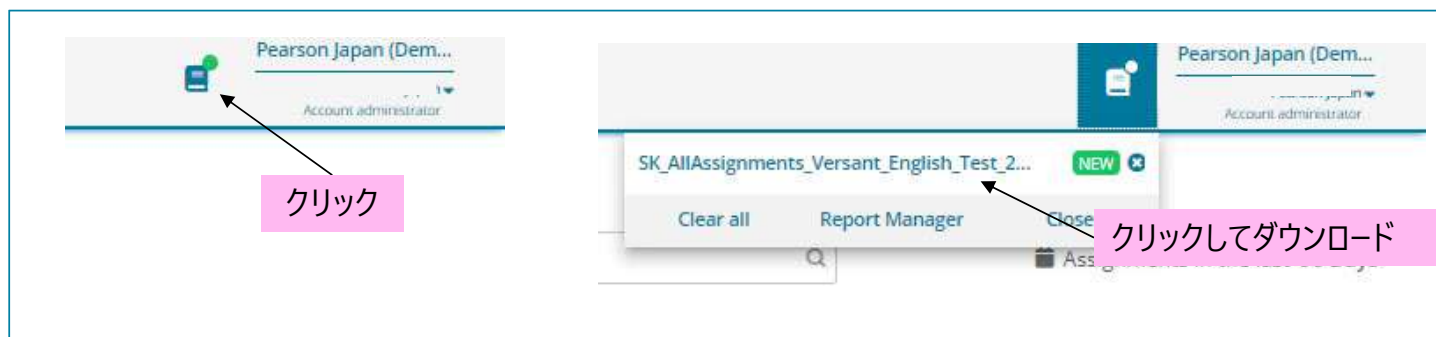 Pearson Japan (Dem...
Account administrator
クリック
Pearson Japan (Dem...
Account administrator
SK_AllAssignments_Versant_English_Test_2...
NEW
Clear all
Report Manager
Close
クリックしてダウンロード